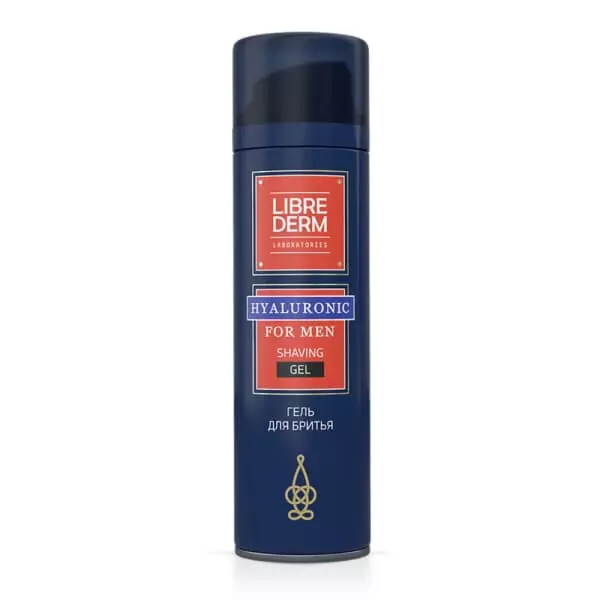 LIBRE
DERM
LABORATORIES
HYALURONIC
FOR MEN
SHAVING
GEL
ГЕЛЬ
ДЛЯ БРИТЬЯ